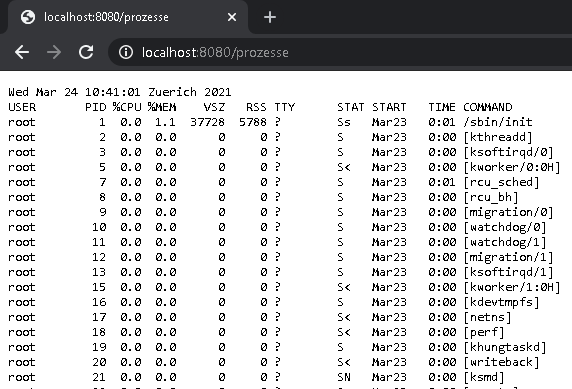 localhost:8080/prozesse
localhost:8080/prozesse
Wed Mar 24 10:41:01 Zuerich 2021
USER PID %CPU %MEM VSZ RSS TTY STAT START TIME COMMAND
root 1 0.0 1.1 37728 5788 ? Ss Mar23 0:01 /sbin/init
root 2 0.0 0.0 0 0 ? S Mar23 0:00 [kthreadd]
root 3 0.0 0.0 0 0 ? S Mar23 0:00 [ksoftirqd/0]
root 5 0.0 0.0 0 0 ? S< Mar23 0:00 [kworker/0:0H]
root 7 0.0 0.0 0 0 ? S Mar23 0:01 [rcu_sched]
root 8 0.0 0.0 0 0 ? S Mar23 0:00 [rcu_bh]
root 9 0.0 0.0 0 0 ? S Mar23 0:00 [migration/0]
root 10 0.0 0.0 0 0 ? S Mar23 0:00 [watchdog/0]
root 11 0.0 0.0 0 0 ? S Mar23 0:00 [watchdog/1]
root 12 0.0 0.0 0 0 ? S Mar23 0:00 [migration/1]
root 13 0.0 0.0 0 0 ? S Mar23 0:00 [ksoftirqd/1]
root 15 0.0 0.0 0 0 ? S< Mar23 0:00 [kworker/1:0H]
root 16 0.0 0.0 0 0 ? S Mar23 0:00 [kdevtmpfs]
root 17 0.0 0.0 0 0 ? S< Mar23 0:00 [netns]
root 18 0.0 0.0 0 0 ? S< Mar23 0:00 [perf]
root 19 0.0 0.0 0 0 ? S Mar23 0:00 [khungtaskd]
root 20 0.0 0.0 0 0 ? S< Mar23 0:00 [writeback]
root 21 0.0 0.0 0 0 ? SN Mar23 0:00 [ksmd]